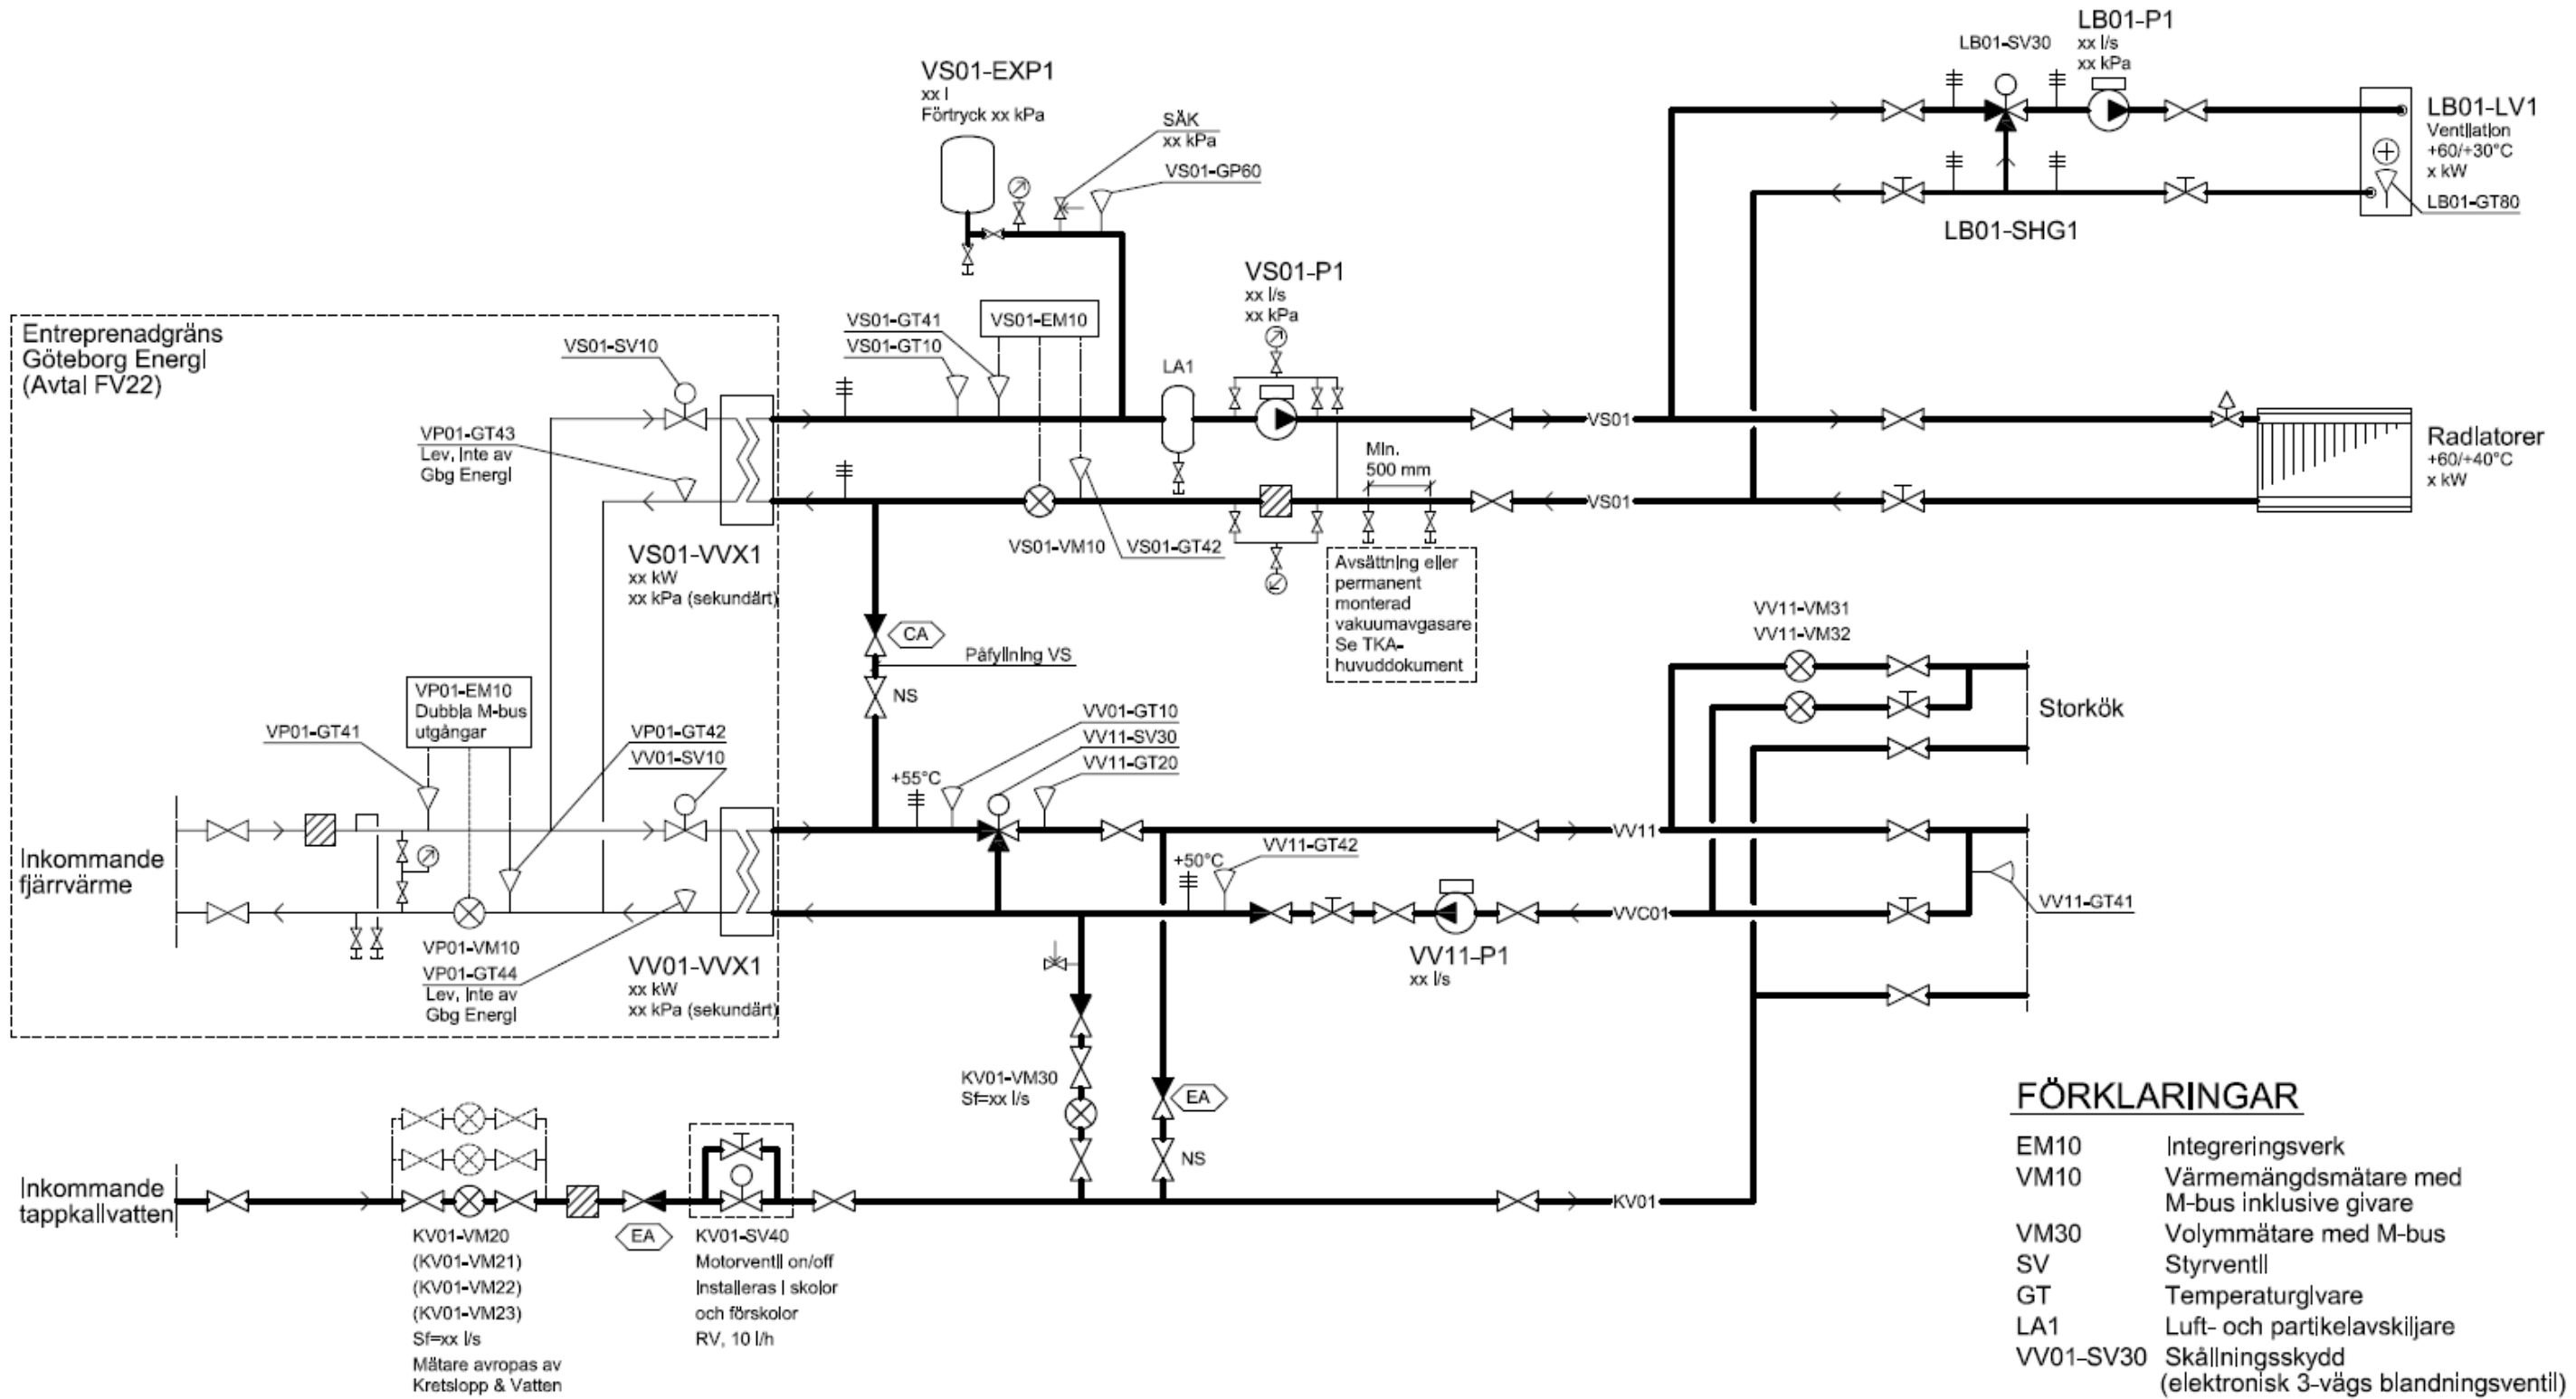 LB01-P1
xx l/s
xx kPa
LB01-SV30
LB01-LV1
Ventilation
+60/+30°C
x kW
LB01-GT80
LB01-SHG1
VS01-EXP1
xx l
Förtryck xx kPa
SÄK
xx kPa
VS01-GP60
VS01-P1
xx l/s
xx kPa
VS01-GT41
VS01-GT10
VS01-EM10
LA1
Entreprenadgräns
Göteborg Energi
(Avtal FV22)
VS01-SV10
VP01-GT43
Lev. Inte av
Gbg Energi
VS01
VS01
Min.
500 mm
Radiatorer
+60/+40°C
x kW
VS01-VM10
VS01-GT42
VS01-VVX1
xx kW
xx kPa (sekundärt)
Avsättning eller
permanent
monterad
vakuumavgasare
Se TKA-
huvuddokument
CA
Påfyllning VS
NS
VV11-VM31
VV11-VM32
Storkök
VP01-EM10
Dubbla M-bus
utgångar
VP01-GT41
VP01-GT42
VV01-SV10
VV01-GT10
VV11-SV30
VV11-GT20
+55°C
VV11
+50°C
VV11-GT42
Inkommande
fjärrvärme
VVC01
VV11-GT41
VP01-VM10
VP01-GT44
Lev. Inte av
Gbg Energi
VV01-VVX1
xx kW
xx kPa (sekundärt)
VV11-P1
xx l/s
KV01-VM30
Sf=xx l/s
EA
NS
Inkommande
tappkallvatten
KV01
KV01-VM20
(KV01-VM21)
(KV01-VM22)
(KV01-VM23)
Sf=xx l/s
Mätare avropas av
Kretslopp & Vatten
EA
KV01-SV40
Motorventil on/off
Installeras i skolor
och förskolor
RV, 10 l/h
FÖRKLARINGAR
EM10 Integreringsverk
VM10 Värmemängdsmätare med
M-bus inklusive givare
VM30 Volymmätare med M-bus
SV Styrventil
GT Temperaturgivare
LA1 Luft- och partikelavskiljare
VV01-SV30 Skållningsskydd
(elektronisk 3-vägs blandningsventil)